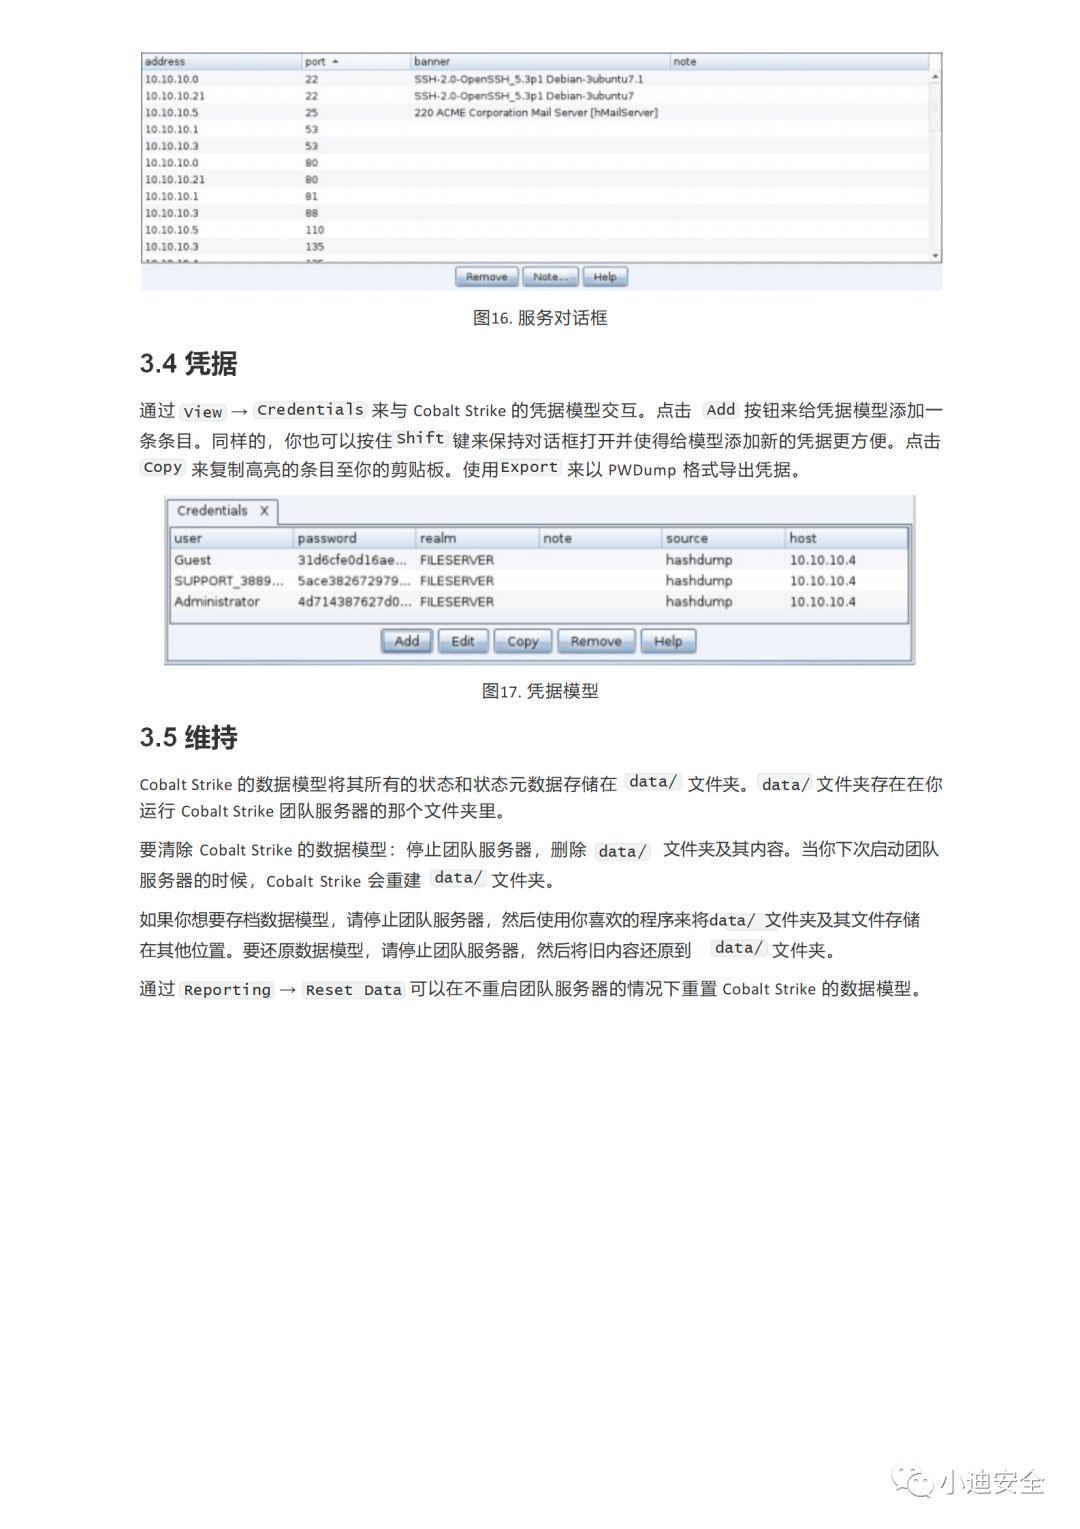 address port banner note
10.10.10.0 22 SSH-2.0-OpenSSH_5.3p1 Debian-3ubuntu7.1
10.10.10.21 22 SSH-2.0-OpenSSH_5.3p1 Debian-3ubuntu7
10.10.10.5 25 220 ACME Corporation Mail Server [hMailServer]
10.10.10.1 53
10.10.10.3 53
10.10.10.0 80
10.10.10.21 80
10.10.10.1 81
10.10.10.3 88
10.10.10.5 110
10.10.10.3 135
Remove Note... Help
图16. 服务对话框
3.4 凭据
通过 View → Credentials 来与 Cobalt Strike 的凭据模型交互。点击 Add 按钮来给凭据模型添加一
条条目。同样的，你也可以按住 Shift 键来保持对话框打开并使得给模型添加新的凭据更方便。点击
Copy 来复制高亮的条目至你的剪贴板。使用 Export 来以 PWDump 格式导出凭据。
Credentials X
user password realm note source host
Guest 31d6cfe0d16ae... FILESERVER hashdump 10.10.10.4
SUPPORT_3889... 5ace382672979... FILESERVER hashdump 10.10.10.4
Administrator 4d714387627d0... FILESERVER hashdump 10.10.10.4
Add Edit Copy Remove Help
图17. 凭据模型
3.5 维持
Cobalt Strike 的数据模型将其所有的状态和状态元数据存储在 data/ 文件夹。 data/ 文件夹存在在你
运行 Cobalt Strike 团队服务器的那个文件夹里。
要清除 Cobalt Strike 的数据模型：停止团队服务器，删除 data/ 文件夹及其内容。当你下次启动团队
服务器的时候，Cobalt Strike 会重建 data/ 文件夹。
如果你想要存档数据模型，请停止团队服务器，然后使用你喜欢的程序来将data/ 文件夹及其文件存储
在其他位置。要还原数据模型，请停止团队服务器，然后将旧内容还原到 data/ 文件夹。
通过 Reporting → Reset Data 可以在不重启团队服务器的情况下重置 Cobalt Strike 的数据模型。
小迪安全